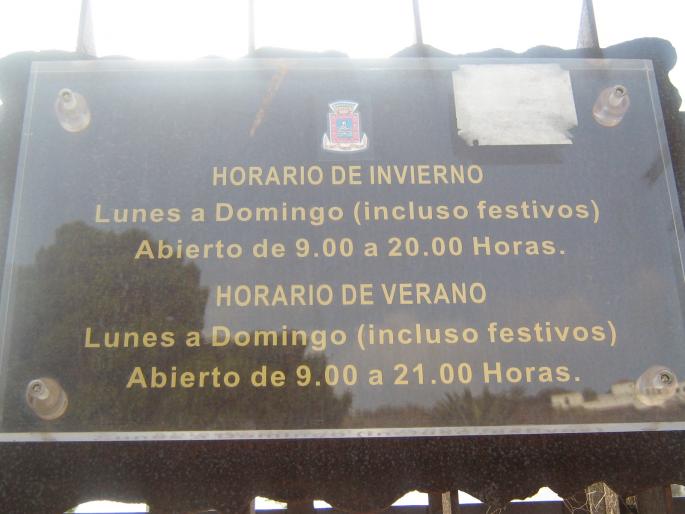 HORARIO DE INVIERNO
Lunes a Domingo (incluso festivos)
Abierto de 9.00 a 20.00 Horas.
HORARIO DE VERANO
Lunes a Domingo (incluso festivos)
Abierto de 9.00 a 21.00 Horas.